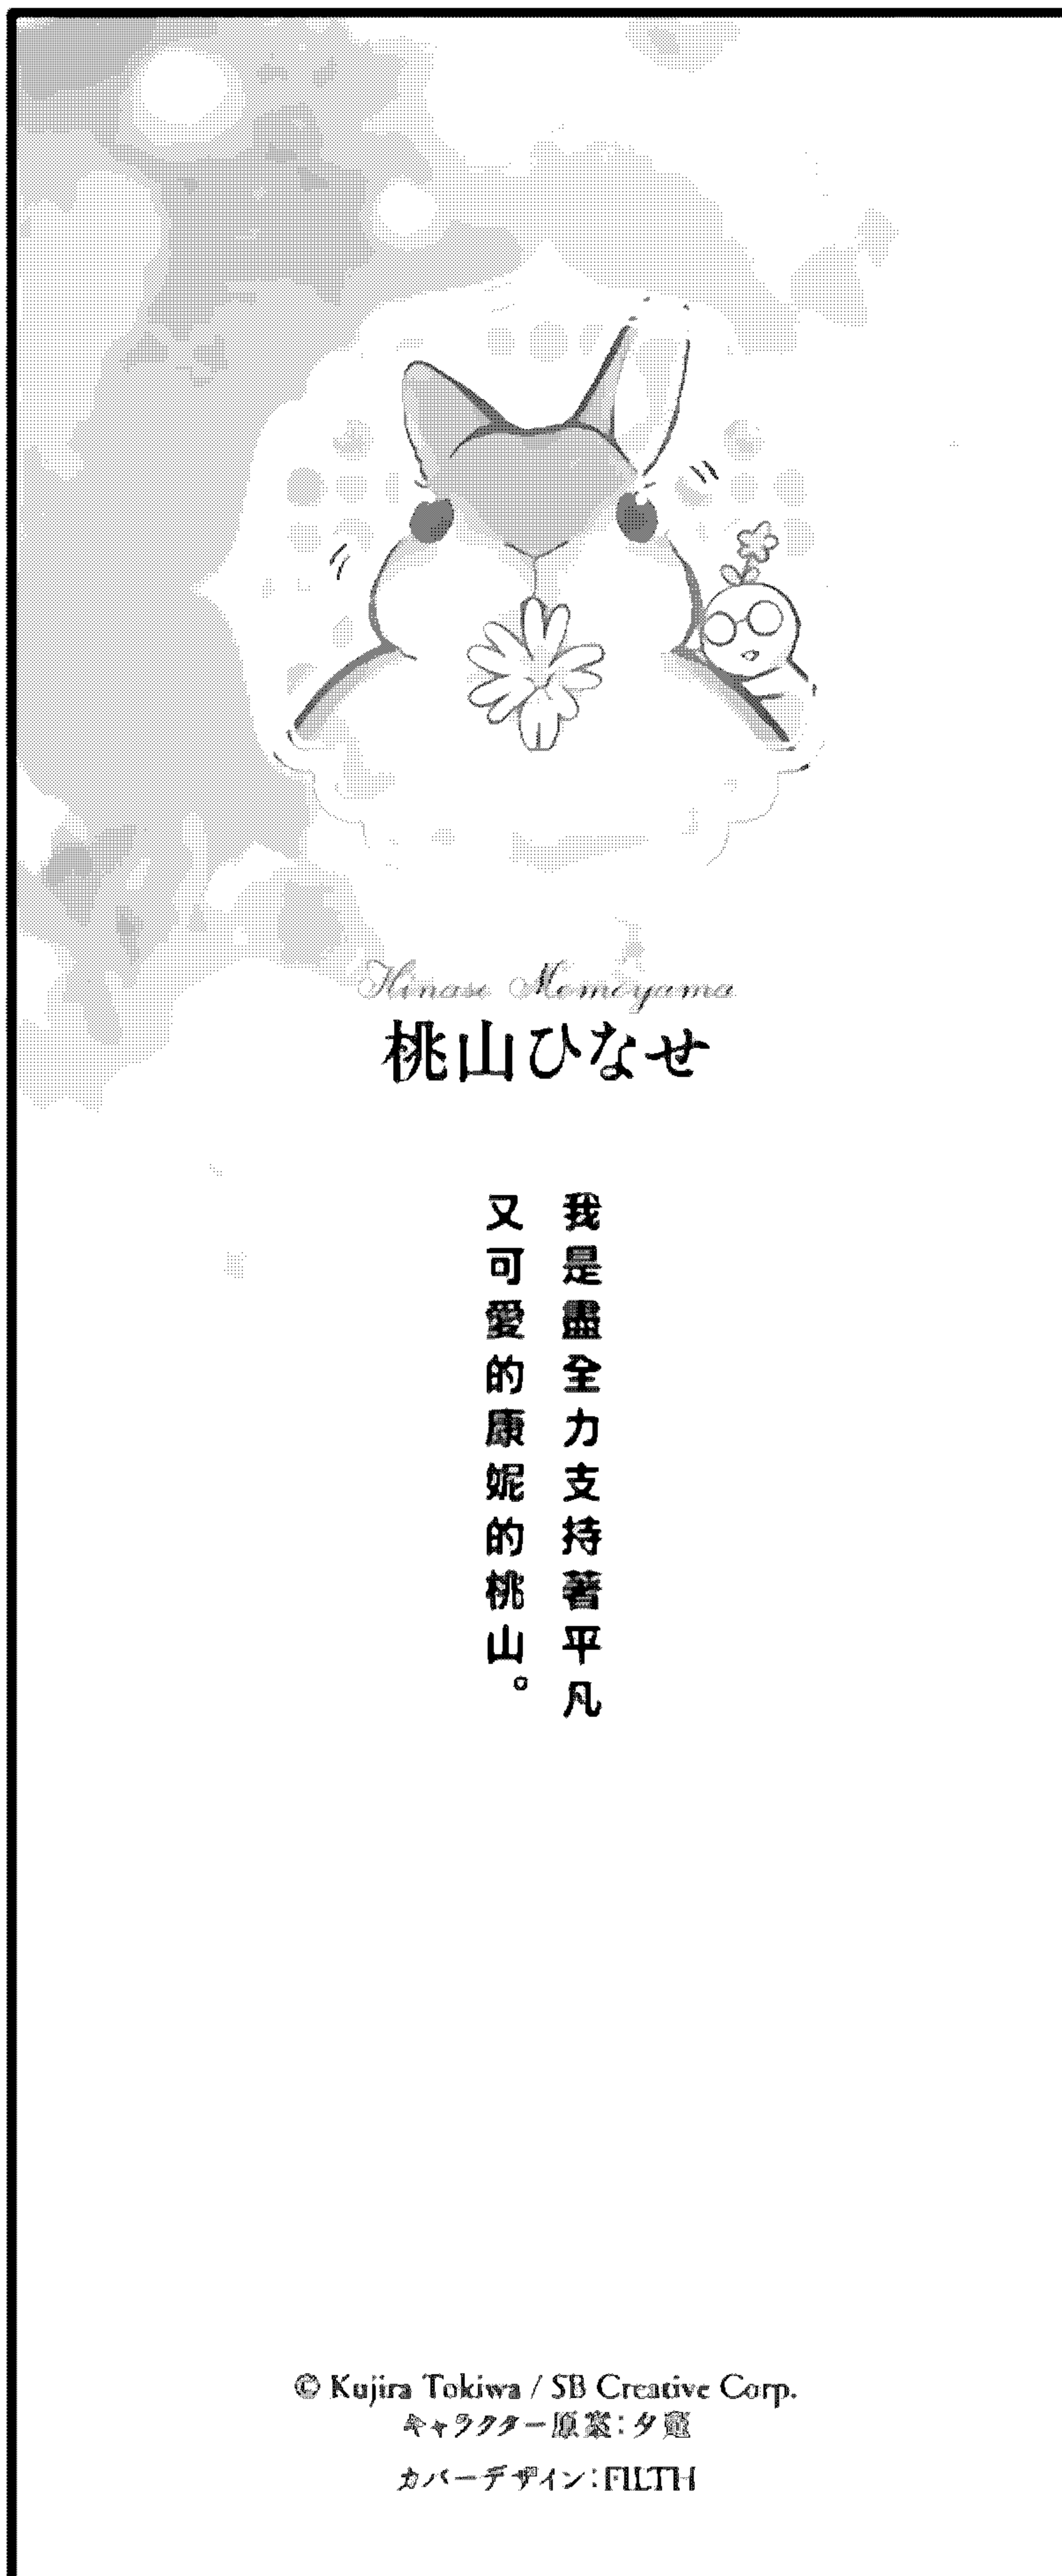 Hinase Momoyama
桃山ひなせ
我是盡全力支持著平凡
又可愛的康妮的桃山。
© Kujira Tokiwa / SB Creative Corp.
キャラクター原案:夕薙
カバーデザイン:FILTH